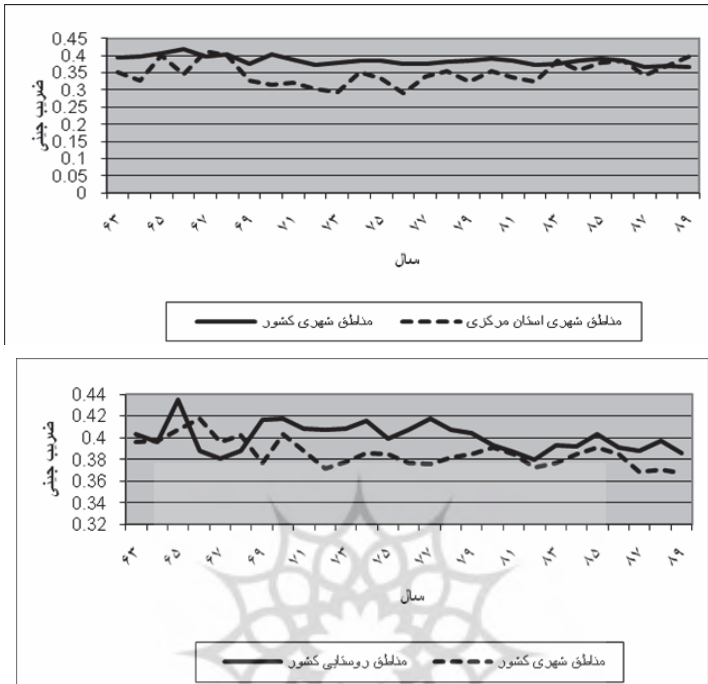 0.45
0.4
0.35
0.3
0.25
0.2
0.15
0.1
0.05
0
ضریب جینی
۶۳ ۶۵ ۶۷ ۶۹ ۷۱ ۷۳ ۷۵ ۷۷ ۷۹ ۸۱ ۸۳ ۸۵ ۸۷ ۸۹
سال
مناطق شهری استان مرکزی مناطق شهری کشور
0.44
0.42
0.4
0.38
0.36
0.34
0.32
ضریب جینی
۶۳ ۶۵ ۶۷ ۶۹ ۷۱ ۷۳ ۷۵ ۷۷ ۷۹ ۸۱ ۸۳ ۸۵ ۸۷ ۸۹
سال
مناطق شهری کشور مناطق روستایی کشور